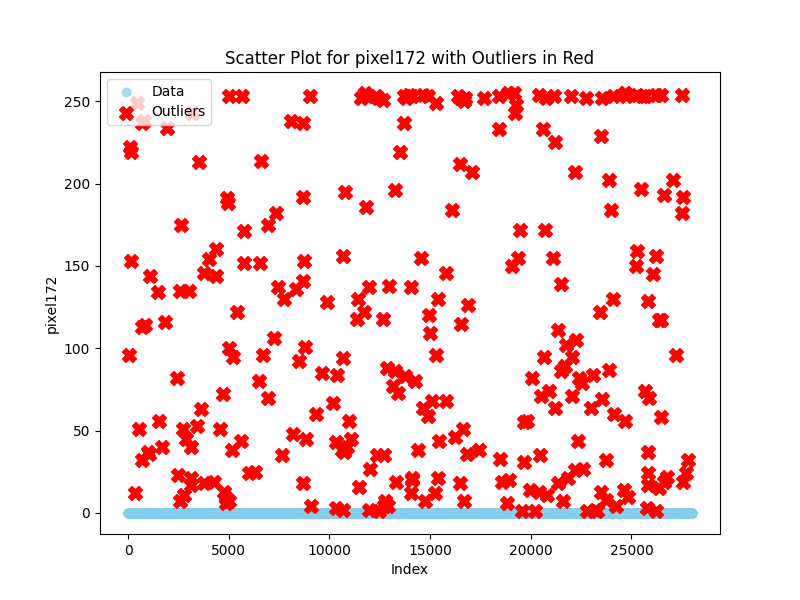 Scatter Plot for pixel172 with Outliers in Red
Data
Outliers
250
200
150
100
50
0
pixel172
0 5000 10000 15000 20000 25000
Index